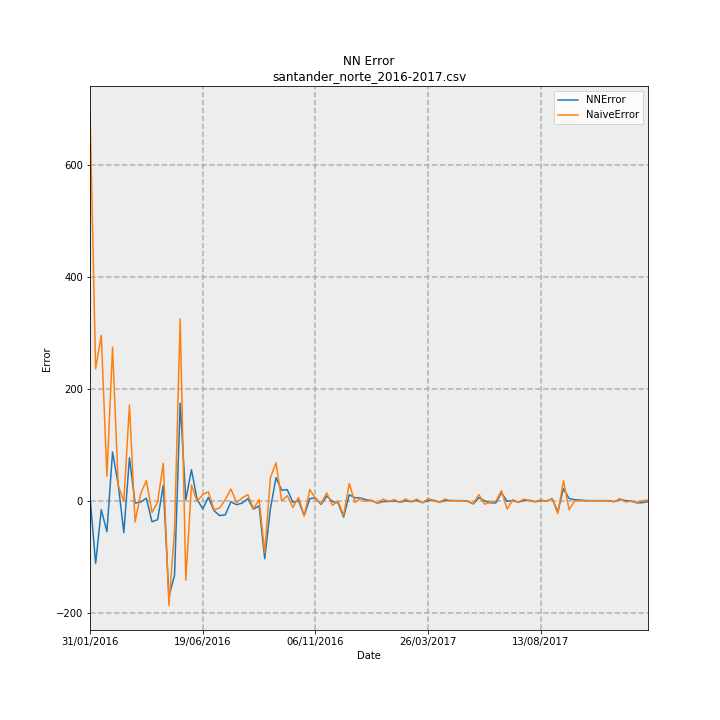 NN Error
santander_norte_2016-2017.csv
NNError
NaiveError
Error
600
400
200
0
−200
31/01/2016
19/06/2016
06/11/2016
26/03/2017
13/08/2017
Date